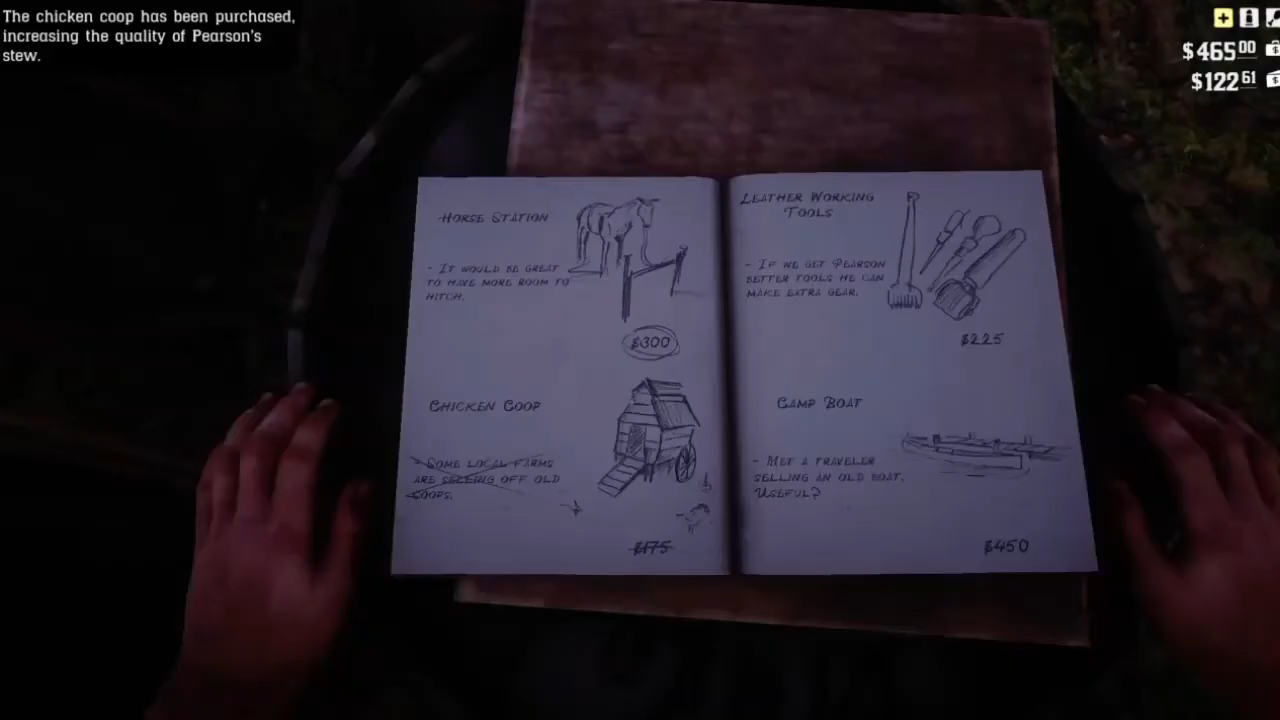 The chicken coop has been purchased,
increasing the quality of Pearson's
stew.
$465 00
$122 61
Horse Station
- It would be great
to have more room to
hitch.
$300
Chicken Coop
- Some local farms
are selling off old
coops.
$175
Leather Working
Tools
- If we get Pearson
better tools he can
make extra gear.
$225
Camp Boat
- Met a traveler
selling an old boat.
Useful?
$450